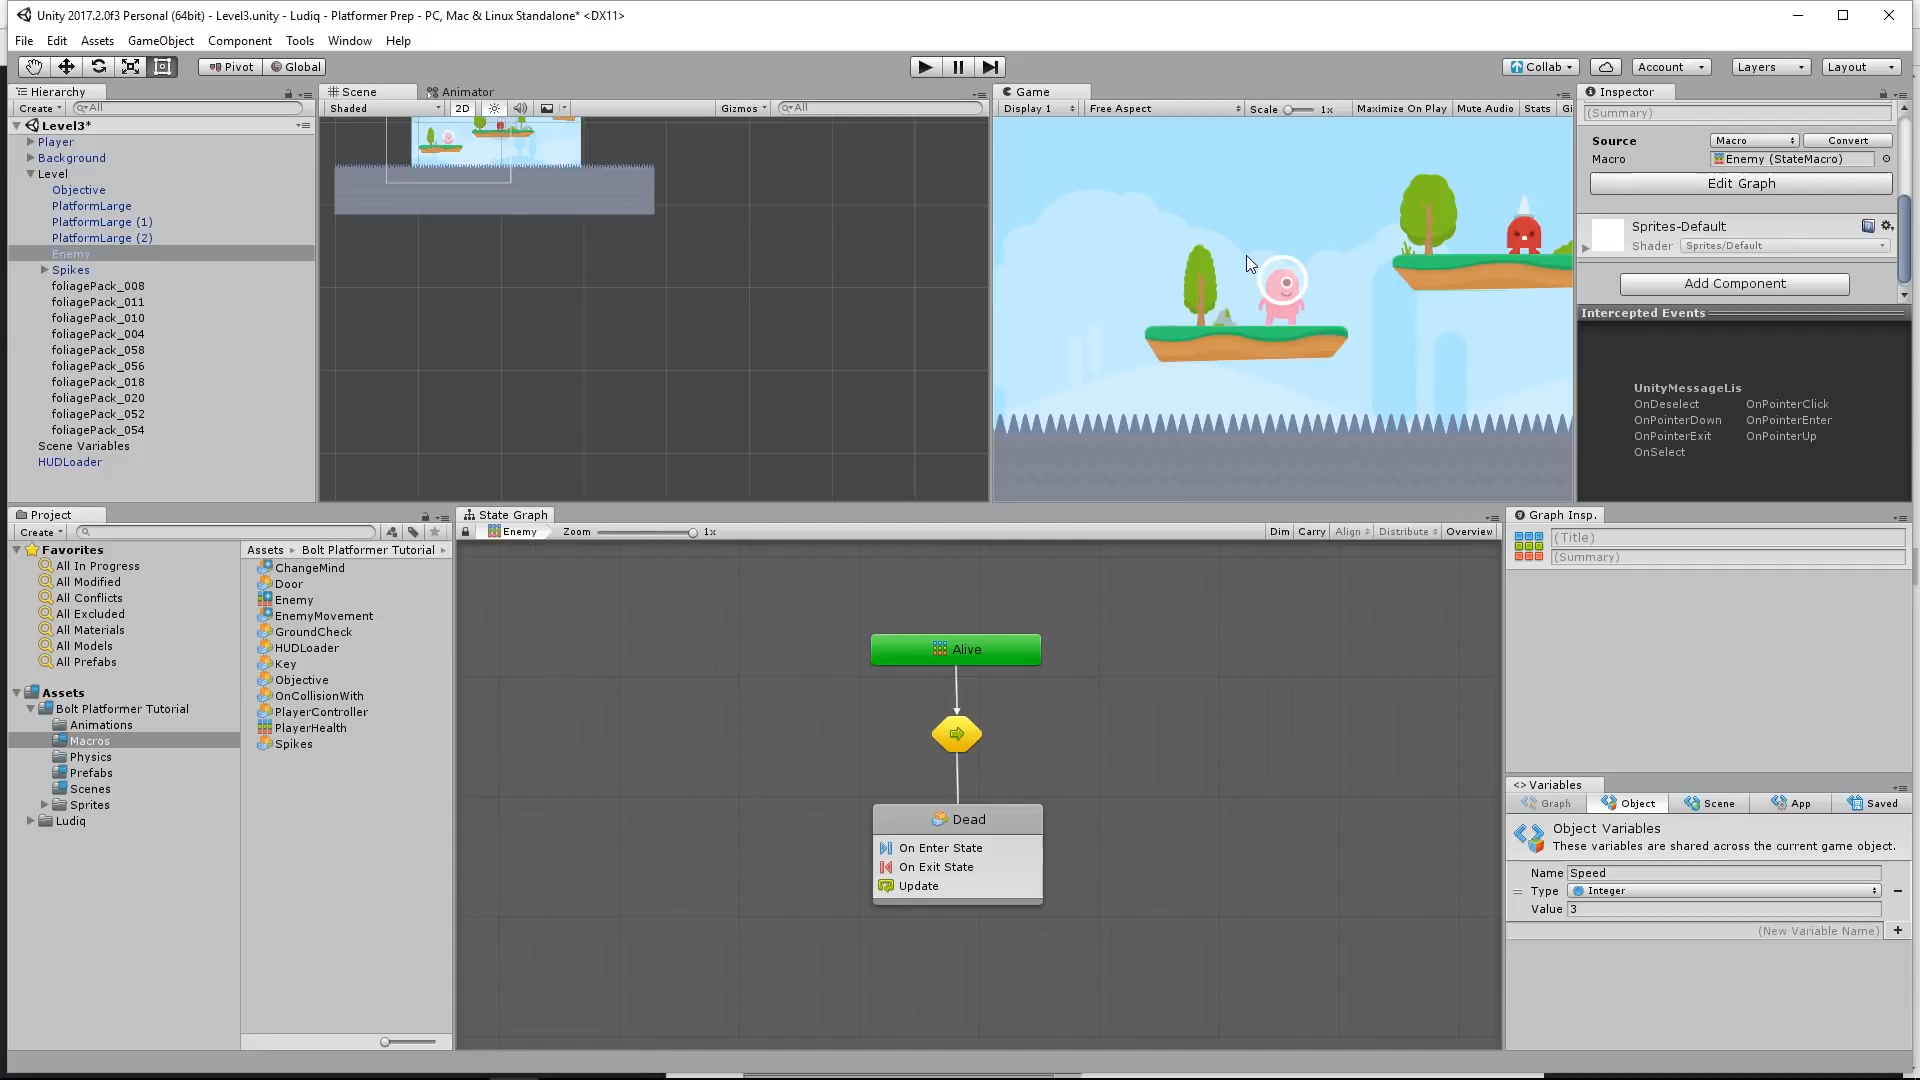 Unity 2017.2.0f3 Personal (64bit) - Level3.unity - Ludiq - Platformer Prep - PC, Mac & Linux Standalone* <DX11>
File Edit Assets GameObject Component Tools Window Help
Pivot Global Collab Account Layers Layout
Hierarchy
Create All
Level3*
Player
Background
Level
Objective
PlatformLarge
PlatformLarge (1)
PlatformLarge (2)
Enemy
Spikes
foliagePack_008
foliagePack_011
foliagePack_010
foliagePack_004
foliagePack_058
foliagePack_056
foliagePack_018
foliagePack_020
foliagePack_052
foliagePack_054
Scene Variables
HUDLoader
Scene Animator
Shaded 2D Gizmos All
Game
Display 1 Free Aspect Scale 1x Maximize On Play Mute Audio Stats Gi
Inspector
(Summary)
Source Macro Convert
Macro Enemy (StateMacro)
Edit Graph
Sprites-Default
Shader Sprites/Default
Add Component
Intercepted Events
UnityMessageLis
OnDeselect OnPointerClick
OnPointerDown OnPointerEnter
OnPointerExit OnPointerUp
OnSelect
Project
Create
Favorites
All In Progress
All Modified
All Conflicts
All Excluded
All Materials
All Models
All Prefabs
Assets
Bolt Platformer Tutorial
Animations
Macros
Physics
Prefabs
Scenes
Sprites
Ludiq
Assets Bolt Platformer Tutorial
ChangeMind
Door
Enemy
EnemyMovement
GroundCheck
HUDLoader
Key
Objective
OnCollisionWith
PlayerController
PlayerHealth
Spikes
State Graph
Enemy Zoom 1x Dim Carry Align Distribute Overview
Alive
Dead
On Enter State
On Exit State
Update
Graph Insp.
(Title)
(Summary)
<> Variables
Graph Object Scene App Saved
Object Variables
These variables are shared across the current game object.
Name Speed
Type Integer
Value 3
(New Variable Name)